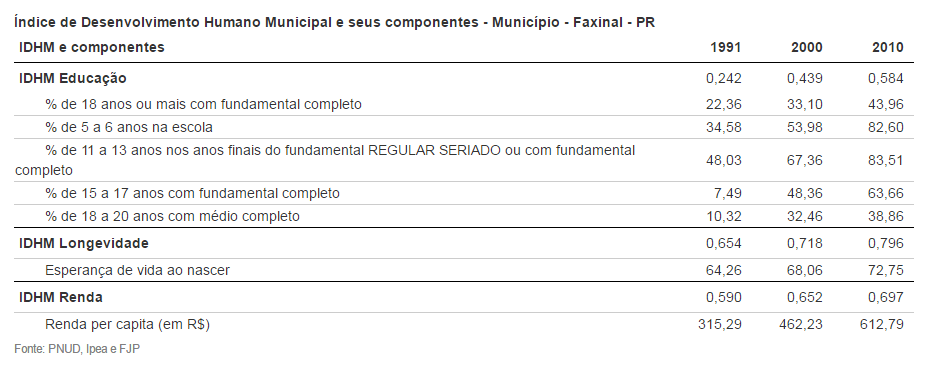 Índice de Desenvolvimento Humano Municipal e seus componentes - Município - Faxinal - PR
IDHM e componentes 1991 2000 2010
IDHM Educação 0,242 0,439 0,584
% de 18 anos ou mais com fundamental completo 22,36 33,10 43,96
% de 5 a 6 anos na escola 34,58 53,98 82,60
% de 11 a 13 anos nos anos finais do fundamental REGULAR SERIADO ou com fundamental
completo 48,03 67,36 83,51
% de 15 a 17 anos com fundamental completo 7,49 48,36 63,66
% de 18 a 20 anos com médio completo 10,32 32,46 38,86
IDHM Longevidade 0,654 0,718 0,796
Esperança de vida ao nascer 64,26 68,06 72,75
IDHM Renda 0,590 0,652 0,697
Renda per capita (em R$) 315,29 462,23 612,79
Fonte: PNUD, Ipea e FJP